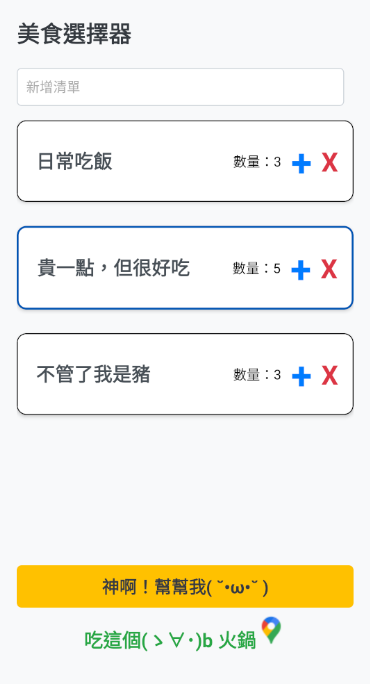 美食選擇器
新增清單
日常吃飯 數量：3 + X
貴一點，但很好吃 數量：5 + X
不管了我是豬 數量：3 + X
神啊！幫幫我( ˘•ω•˘ )
吃這個(ゝ∀･)b 火鍋